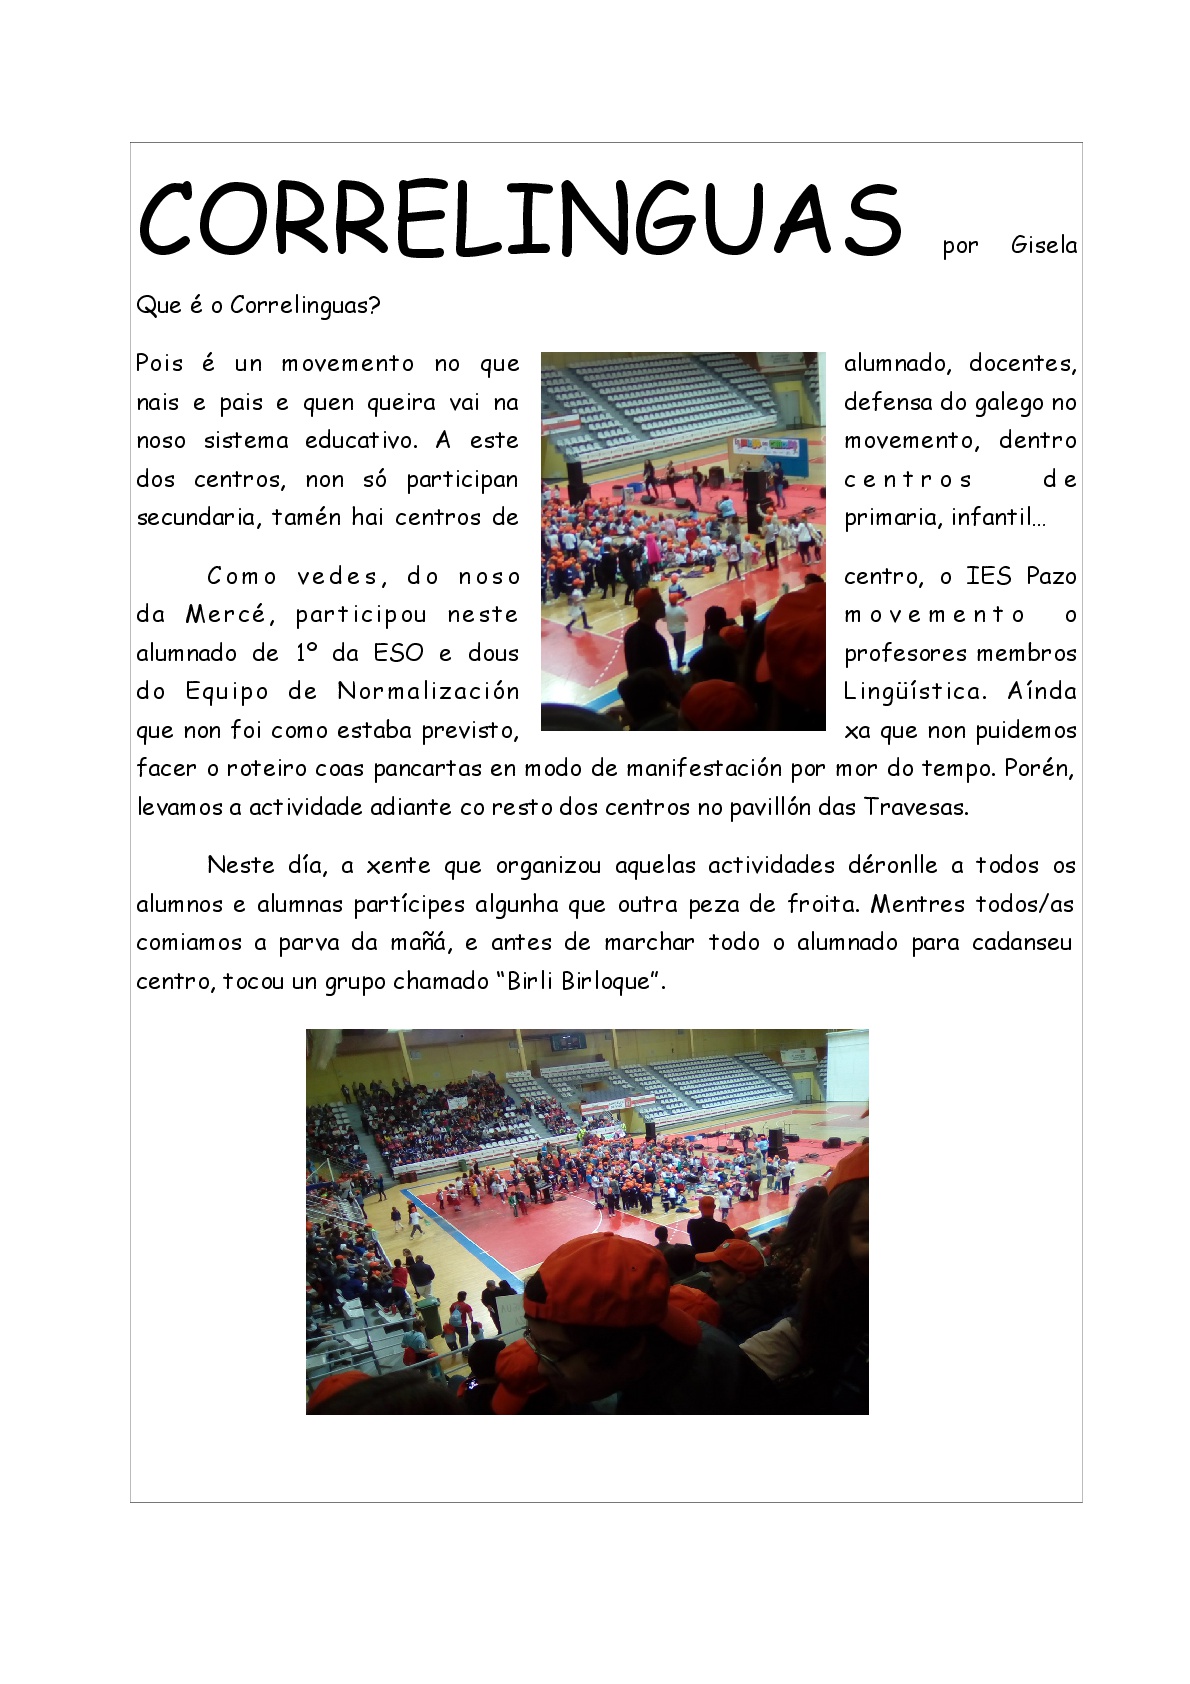 CORRELINGUAS por Gisela
Que é o Correlinguas?
Pois é un movemento no que alumnado, docentes,
nais e pais e quen queira vai na defensa do galego no
noso sistema educativo. A este movemento, dentro
dos centros, non só participan centros de
secundaria, tamén hai centros de primaria, infantil...
Como vedes, do noso centro, o IES Pazo
da Mercé, participou neste movemento o
alumnado de 1º da ESO e dous profesores membros
do Equipo de Normalización Lingüística. Aínda
que non foi como estaba previsto, xa que non puidemos
facer o roteiro coas pancartas en modo de manifestación por mor do tempo. Porén,
levamos a actividade adiante co resto dos centros no pavillón das Travesas.
Neste día, a xente que organizou aquelas actividades déronlle a todos os
alumnos e alumnas partícipes algunha que outra peza de froita. Mentres todos/as
comiamos a parva da mañá, e antes de marchar todo o alumnado para cadanseu
centro, tocou un grupo chamado “Birli Birloque”.